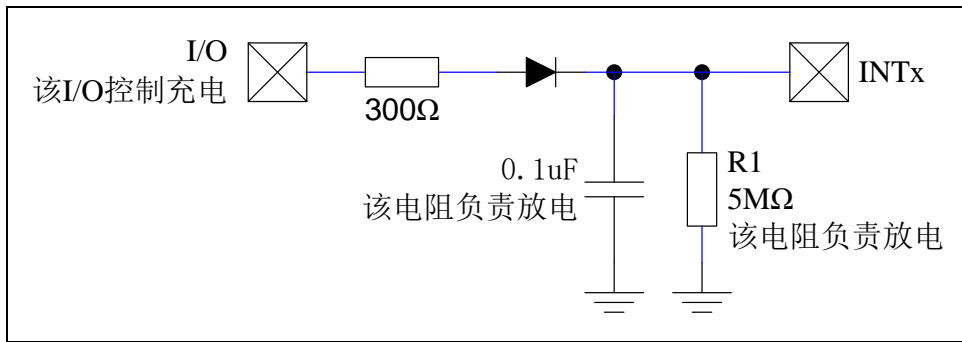 I/O
该I/O控制充电
300Ω
INTx
0.1uF
该电阻负责放电
R1
5MΩ
该电阻负责放电